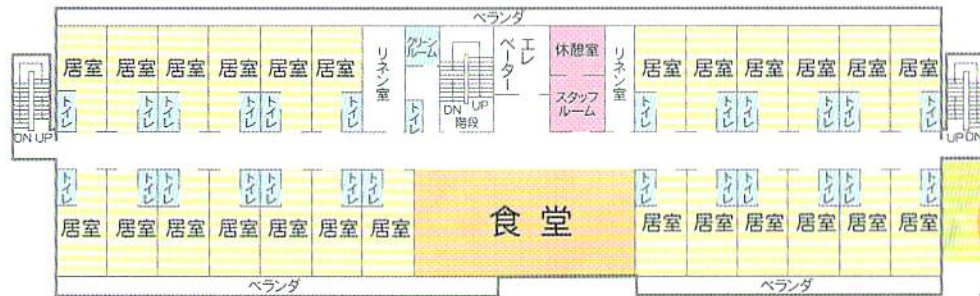 ベランダ
居室 居室 居室 居室 居室 居室 リネン室 クリーンルーム エレベーター 休憩室 リネン室 居室 居室 居室 居室 居室 居室
スタッフルーム
トイレ トイレ トイレ トイレ トイレ トイレ トイレ トイレ トイレ トイレ トイレ トイレ トイレ
DN UP DN UP UP DN
階段
トイレ トイレ トイレ トイレ トイレ トイレ トイレ トイレ トイレ トイレ トイレ トイレ トイレ
居室 居室 居室 居室 居室 居室 居室 食堂 居室 居室 居室 居室 居室 居室
ベランダ ベランダ